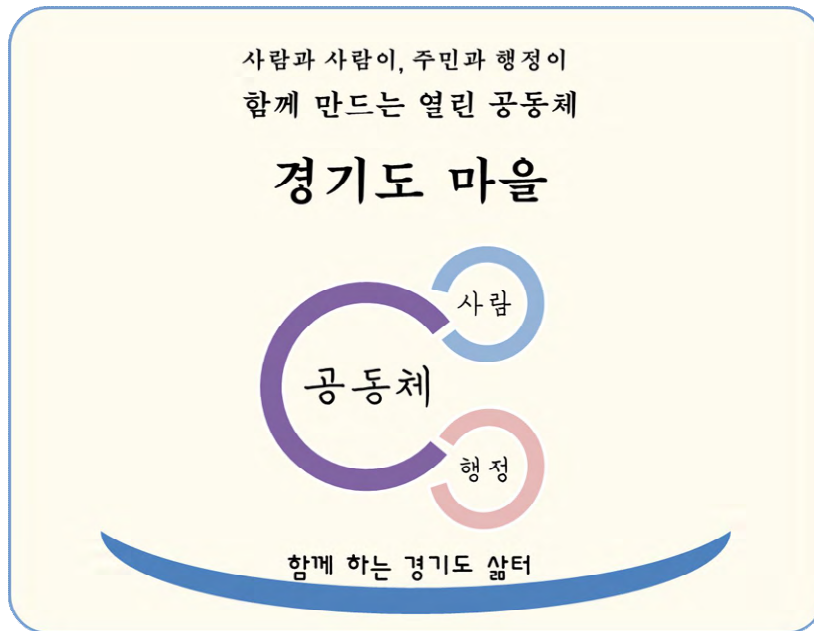 사람과 사람이, 주민과 행정이
함께 만드는 열린 공동체
경기도 마을
사람
공동체
행정
함께 하는 경기도 삶터